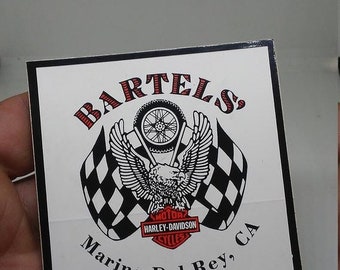 BARTELS'
MOTOR
HARLEY-DAVIDSON
CYCLES
Marina Del Rey, CA